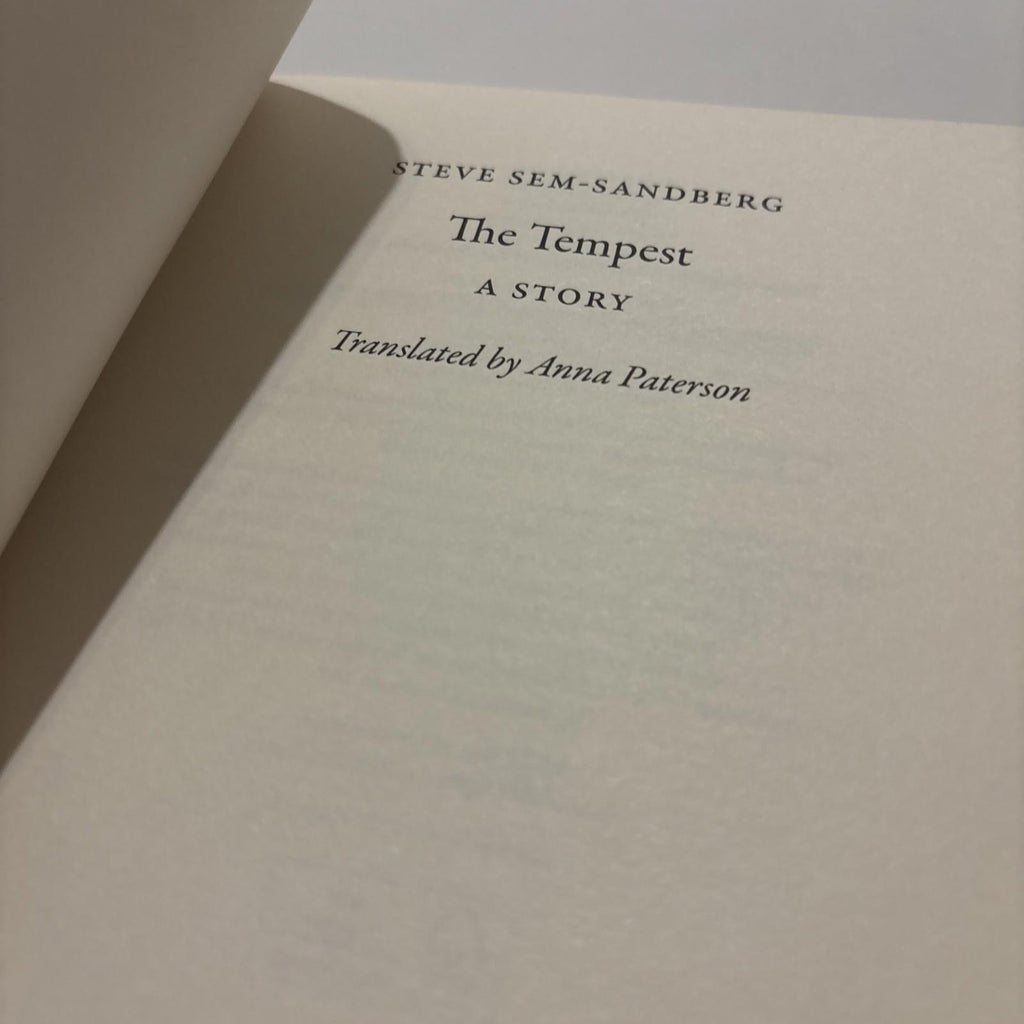 STEVE SEM-SANDBERG
The Tempest
A STORY
Translated by Anna Paterson